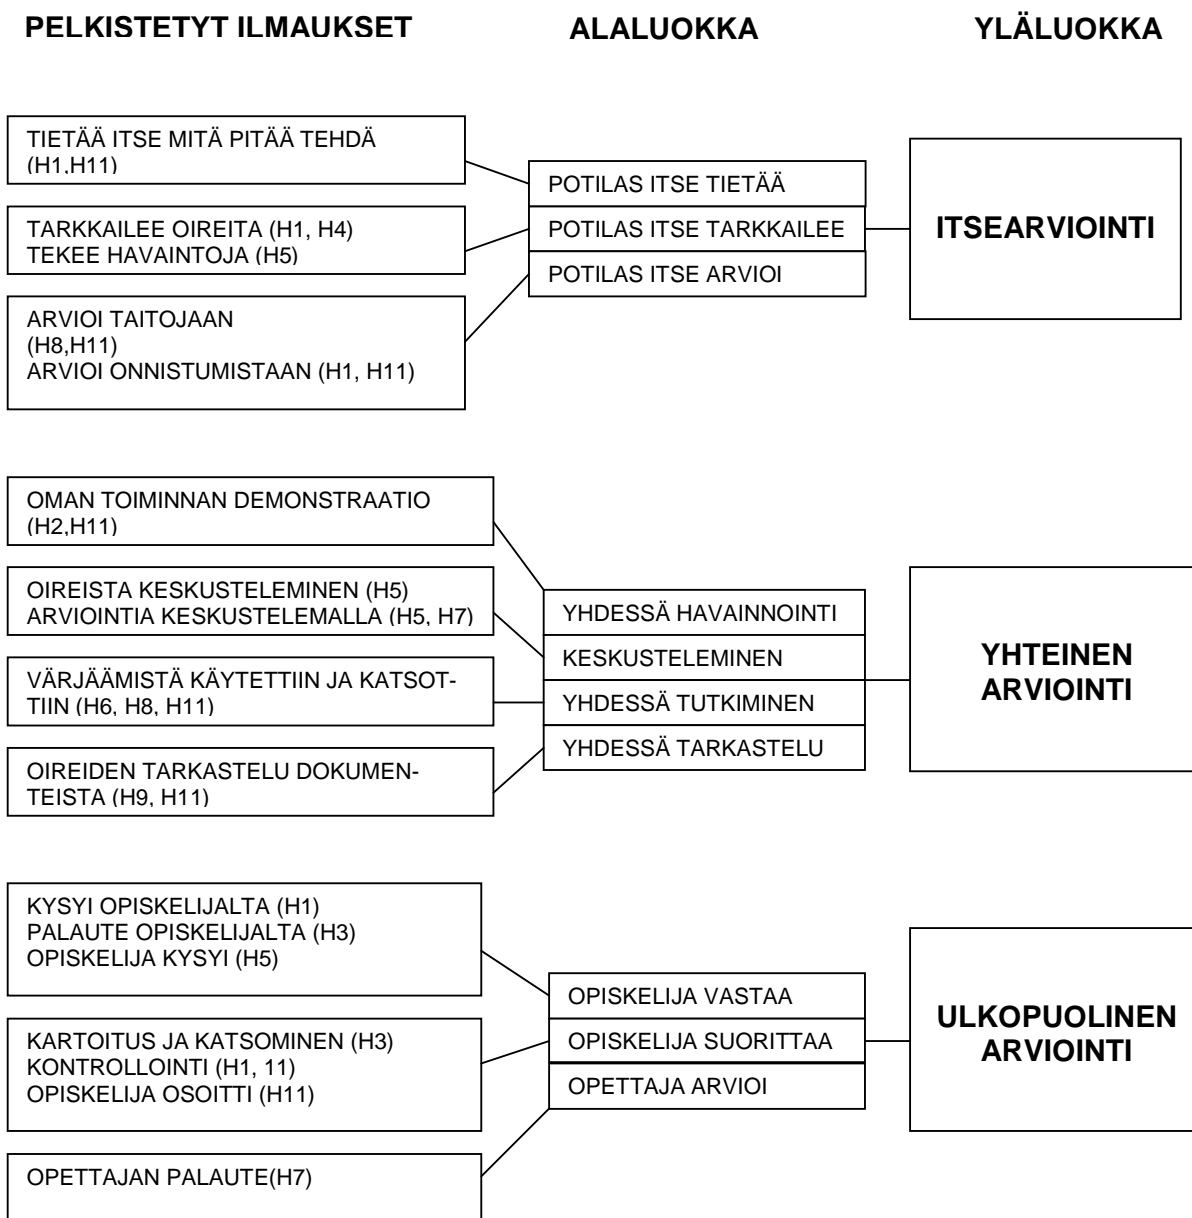 PELKISTETYT ILMAUKSET
ALALUOKKA
YLÄLUOKKA
TIETÄÄ ITSE MITÄ PITÄÄ TEHDÄ
(H1,H11)
TARKKAILEE OIREITA (H1, H4)
TEKEE HAVAINTOJA (H5)
ARVIOI TAITOJAAN
(H8,H11)
ARVIOI ONNISTUMISTAAN (H1, H11)
POTILAS ITSE TIETÄÄ
POTILAS ITSE TARKKAILEE
POTILAS ITSE ARVIOI
ITSEARVIOINTI
OMAN TOIMINNAN DEMONSTRAATIO
(H2,H11)
OIREISTA KESKUSTELEMINEN (H5)
ARVIOINTIA KESKUSTELEMALLA (H5, H7)
VÄRJÄÄMISTÄ KÄYTETTIIN JA KATSOT-
TIIN (H6, H8, H11)
OIREIDEN TARKASTELU DOKUMEN-
TEISTA (H9, H11)
YHDESSÄ HAVAINNOINTI
KESKUSTELEMINEN
YHDESSÄ TUTKIMINEN
YHDESSÄ TARKASTELU
YHTEINEN
ARVIOINTI
KYSYI OPISKELIJALTA (H1)
PALAUTE OPISKELIJALTA (H3)
OPISKELIJA KYSYI (H5)
KARTOITUS JA KATSOMINEN (H3)
KONTROLLOINTI (H1, 11)
OPISKELIJA OSOITTI (H11)
OPETTAJAN PALAUTE(H7)
OPISKELIJA VASTAA
OPISKELIJA SUORITTAA
OPETTAJA ARVIOI
ULKOPUOLINEN
ARVIOINTI